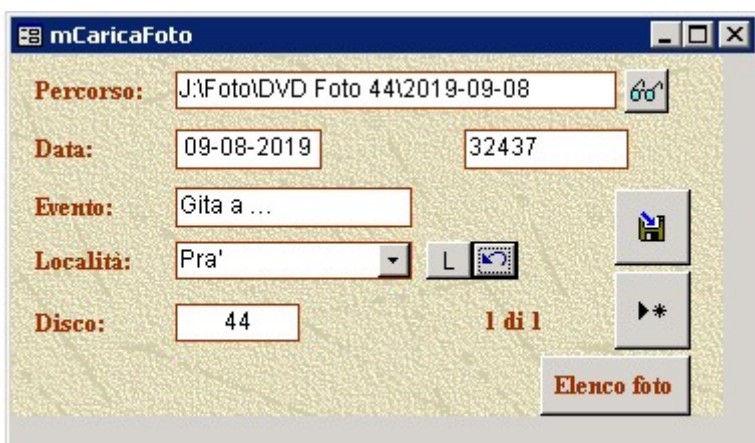 mCaricaFoto
Percorso: J:\Foto\DVD Foto 44\2019-09-08
Data: 09-08-2019 32437
Evento: Gita a ...
Località: Pra' L
Disco: 44 1 di 1
Elenco foto